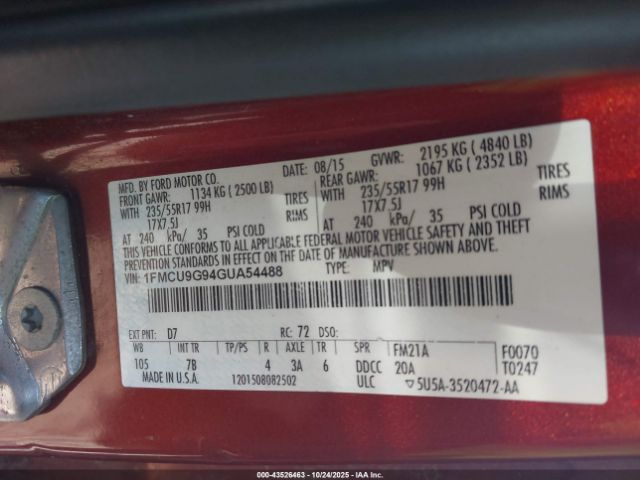 MFD. BY FORD MOTOR CO. DATE: 08/15 GVWR: 2195 KG ( 4840 LB)
FRONT GAWR: 1134 KG ( 2500 LB) REAR GAWR: 1067 KG ( 2352 LB)
WITH 235/55R17 99H TIRES WITH 235/55R17 99H TIRES
17X7.5J RIMS 17X7.5J RIMS
AT 240 kPa/ 35 PSI COLD AT 240 kPa/ 35 PSI COLD
THIS VEHICLE CONFORMS TO ALL APPLICABLE FEDERAL MOTOR VEHICLE SAFETY AND THEFT
PREVENTION STANDARDS IN EFFECT ON THE DATE OF MANUFACTURE SHOWN ABOVE.
VIN: 1FMCU9G94GUA54488 TYPE: MPV
EXT PNT: D7 RC: 72 DSO:
WB INT TR TP/PS R AXLE TR SPR FM21A F0070
105 7B 4 3A 6 DDCC 20A T0247
MADE IN U.S.A. 1201508082502 ULC 5U5A-3520472-AA
000-43526463 - 10/24/2025 - IAAI, Inc.